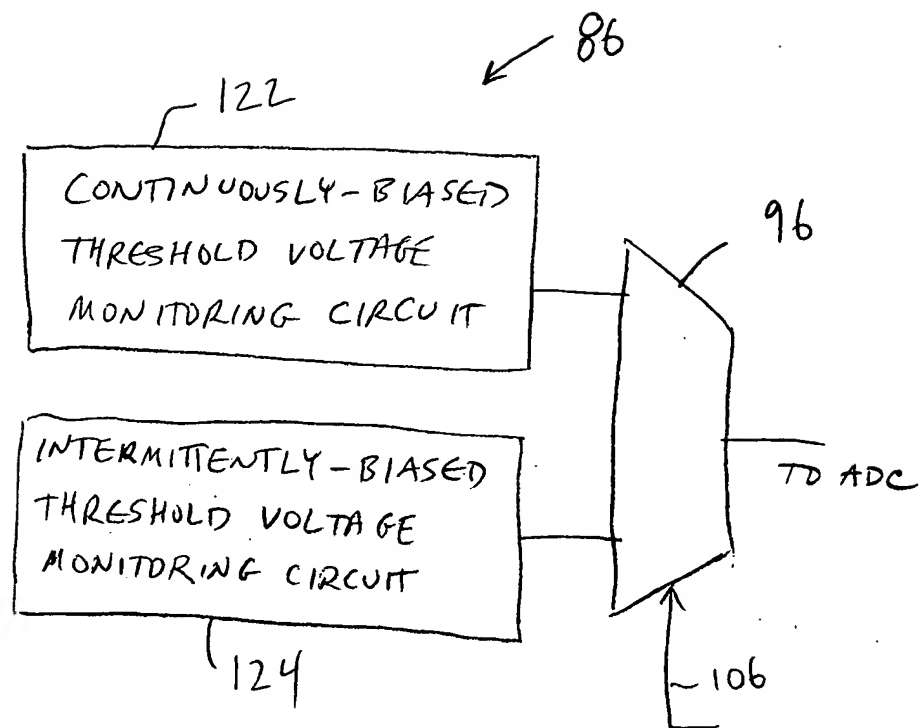 86
122
CONTINUOUSLY-BIASED
THRESHOLD VOLTAGE
MONITORING CIRCUIT
96
INTERMITTENTLY-BIASED
THRESHOLD VOLTAGE
MONITORING CIRCUIT
TO ADC
124
106